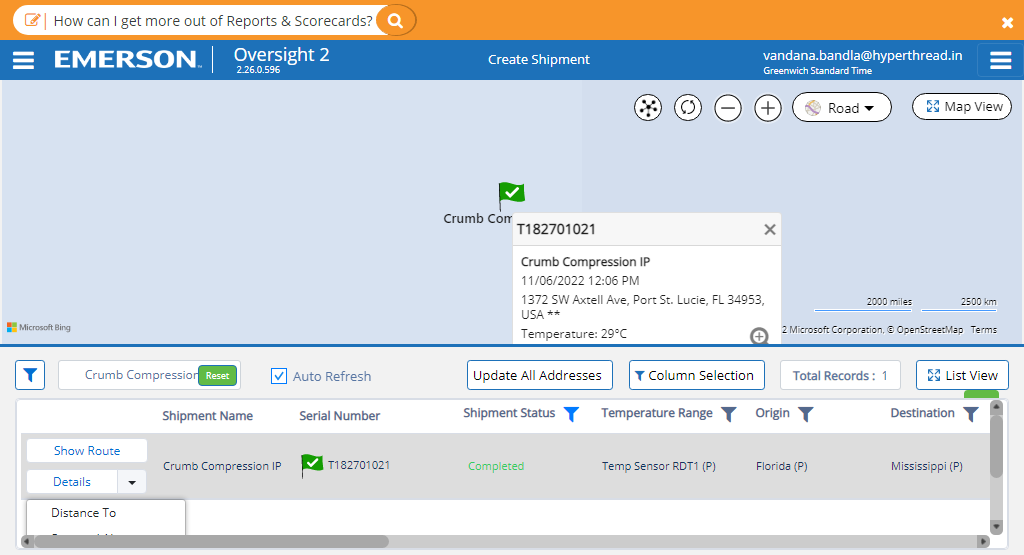 How can I get more out of Reports & Scorecards?
EMERSON
Oversight 2
2.26.0.596
Create Shipment
vandana.bandla@hyperthread.in
Greenwich Standard Time
Road
Map View
Crumb Com
T182701021
Crumb Compression IP
11/06/2022 12:06 PM
1372 SW Axtell Ave, Port St. Lucie, FL 34953,
USA **
Temperature: 29°C
2000 miles
2500 km
Microsoft Bing
2 Microsoft Corporation, © OpenStreetMap Terms
Crumb Compression
Reset
Auto Refresh
Update All Addresses
Column Selection
Total Records : 1
List View
Shipment Name
Serial Number
Shipment Status
Temperature Range
Origin
Destination
Show Route
Details
Crumb Compression IP
T182701021
Completed
Temp Sensor RDT1 (P)
Florida (P)
Mississippi (P)
Distance To